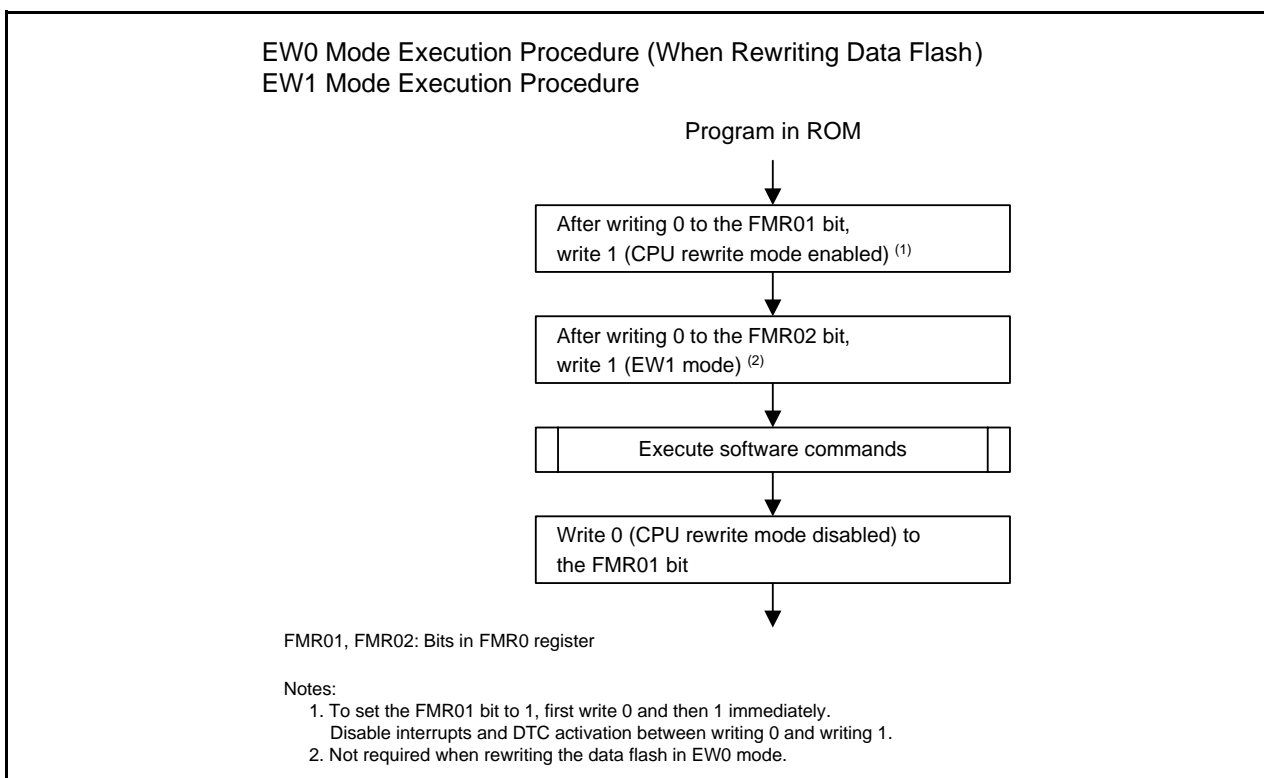 EW0 Mode Execution Procedure (When Rewriting Data Flash)
EW1 Mode Execution Procedure
Program in ROM
After writing 0 to the FMR01 bit,
write 1 (CPU rewrite mode enabled) (1)
After writing 0 to the FMR02 bit,
write 1 (EW1 mode) (2)
Execute software commands
Write 0 (CPU rewrite mode disabled) to
the FMR01 bit
FMR01, FMR02: Bits in FMR0 register
Notes:
1. To set the FMR01 bit to 1, first write 0 and then 1 immediately.
Disable interrupts and DTC activation between writing 0 and writing 1.
2. Not required when rewriting the data flash in EW0 mode.